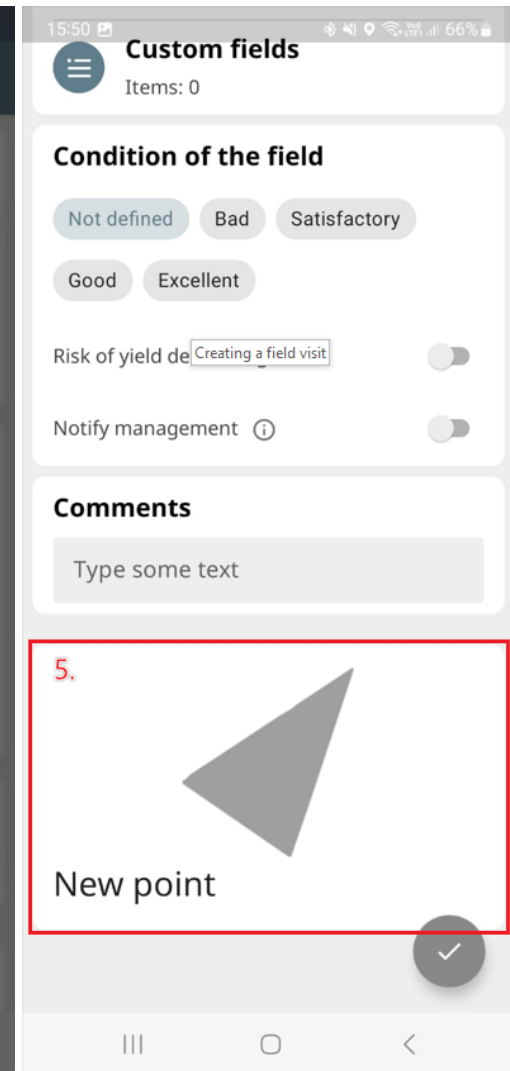 15:50 66%
Custom fields
Items: 0
Condition of the field
Not defined Bad Satisfactory
Good Excellent
Risk of yield de
Creating a field visit
Notify management
Comments
Type some text
5.
New point